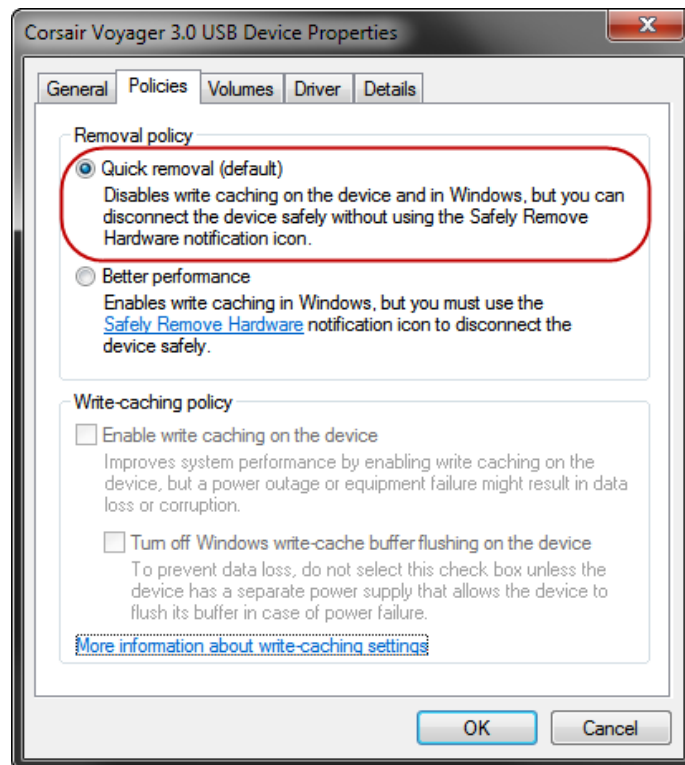 Corsair Voyager 3.0 USB Device Properties
General Policies Volumes Driver Details
Removal policy
Quick removal (default)
Disables write caching on the device and in Windows, but you can
disconnect the device safely without using the Safely Remove
Hardware notification icon.
Better performance
Enables write caching in Windows, but you must use the
Safely Remove Hardware notification icon to disconnect the
device safely.
Write-caching policy
Enable write caching on the device
Improves system performance by enabling write caching on the
device, but a power outage or equipment failure might result in data
loss or corruption.
Turn off Windows write-cache buffer flushing on the device
To prevent data loss, do not select this check box unless the
device has a separate power supply that allows the device to
flush its buffer in case of power failure.
More information about write-caching settings
OK Cancel